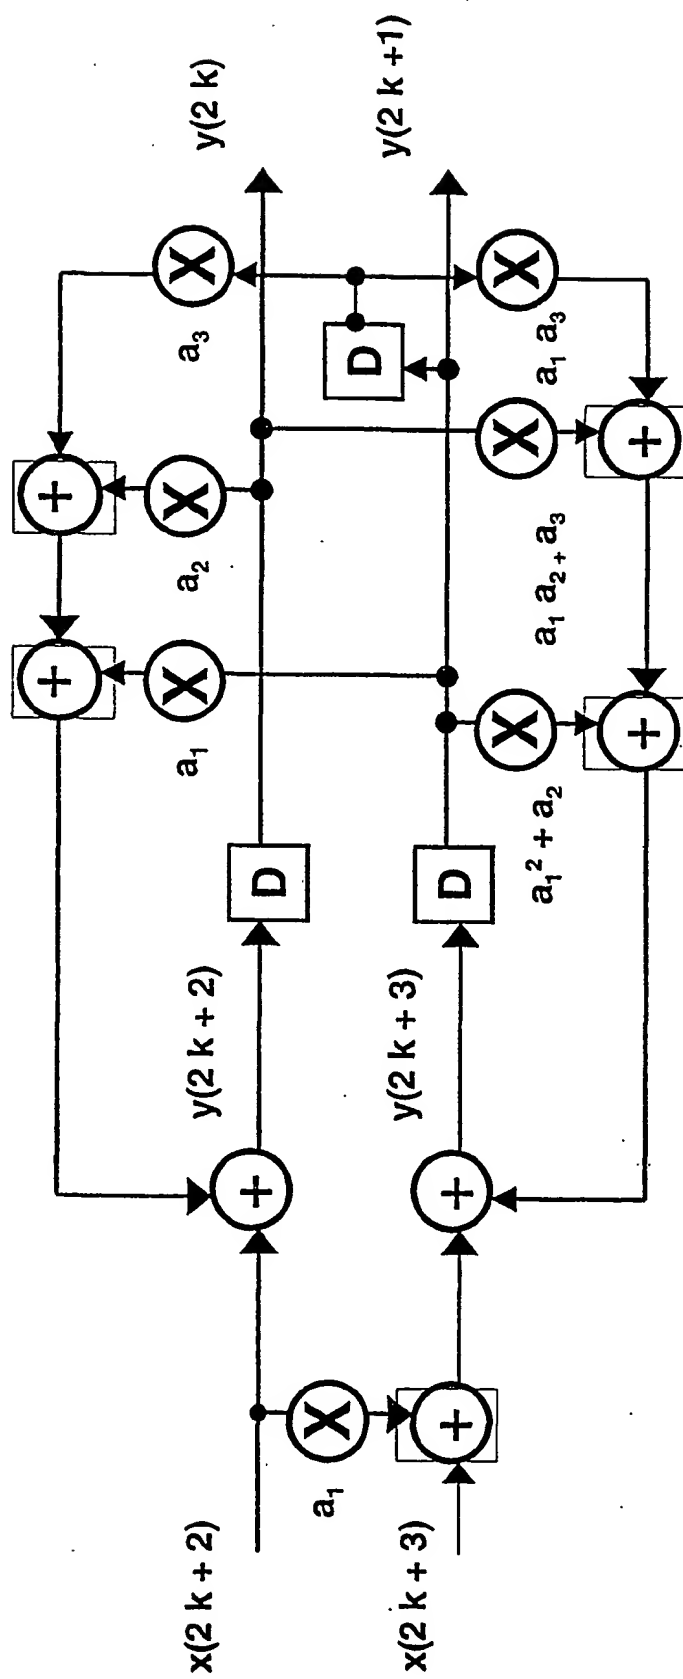 a₃
a₂
a₁
y(2 k)
D
D
y(2 k + 2)
x(2 k + 2)
a₁
y(2 k +1)
D
y(2 k + 3)
x(2 k + 3)
a₁ a₃
a₁ a₂ + a₃
a₁² + a₂
X
X
X
X
X
X
X
+
+
+
+
+
+
+